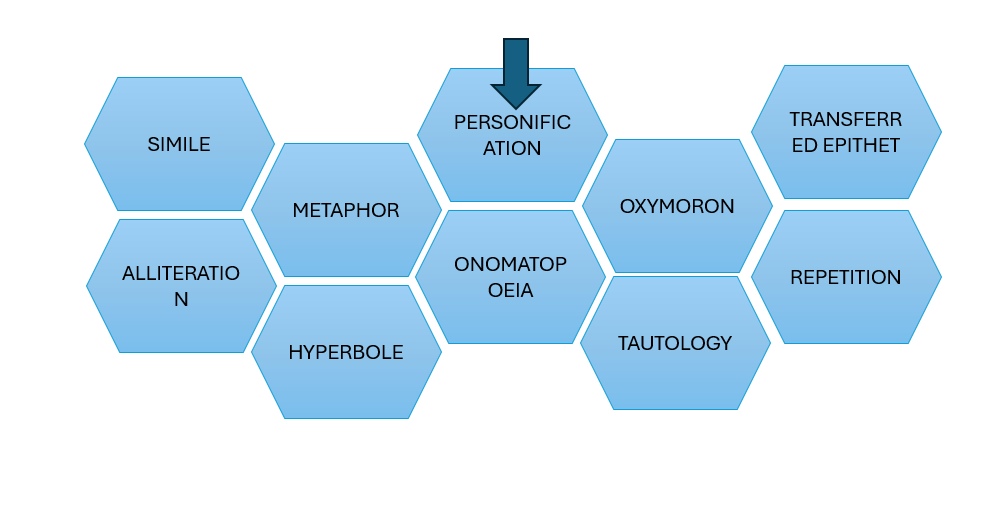 SIMILE
METAPHOR
PERSONIFIC
ATION
OXYMORON
TRANSFERR
ED EPITHET
ALLITERATIO
N
HYPERBOLE
ONOMATOP
OEIA
TAUTOLOGY
REPETITION